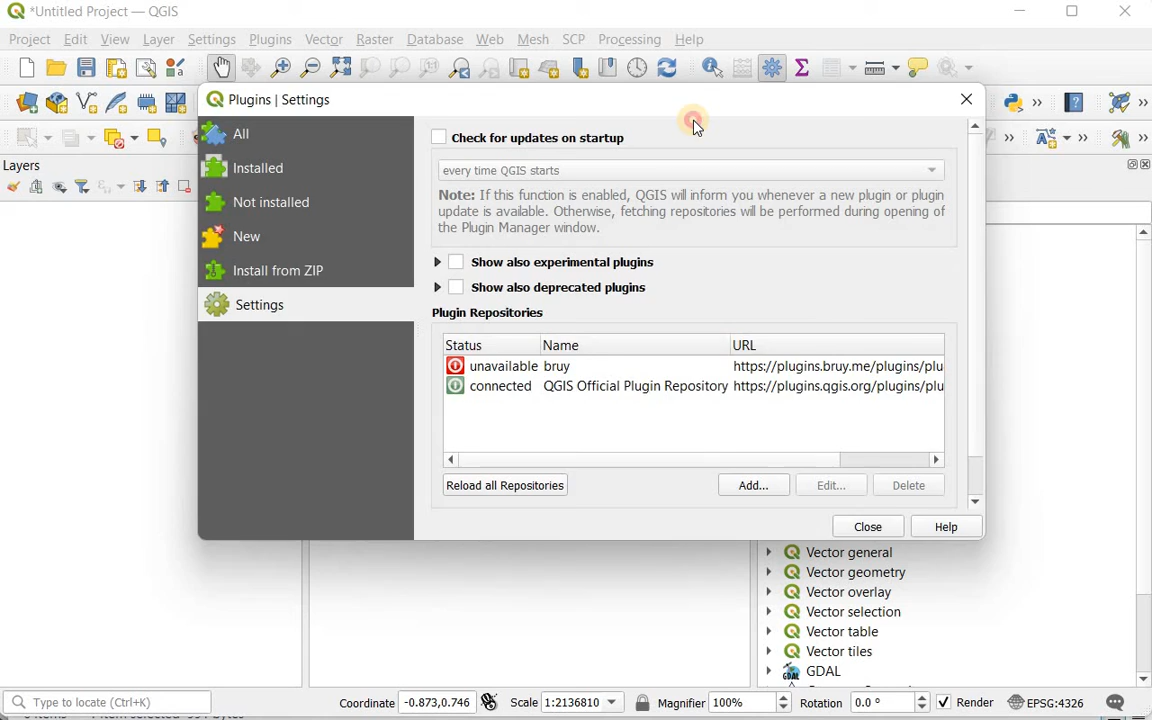 *Untitled Project — QGIS
Project Edit View Layer Settings Plugins Vector Raster Database Web Mesh SCP Processing Help
Plugins | Settings
Layers
All
Installed
Not installed
New
Install from ZIP
Settings
Check for updates on startup
every time QGIS starts
Note: If this function is enabled, QGIS will inform you whenever a new plugin or plugin
update is available. Otherwise, fetching repositories will be performed during opening of
the Plugin Manager window.
Show also experimental plugins
Show also deprecated plugins
Plugin Repositories
Status Name URL
unavailable bruy https://plugins.bruy.me/plugins/plu
connected QGIS Official Plugin Repository https://plugins.qgis.org/plugins/plu
Reload all Repositories Add... Edit... Delete
Close Help
Vector general
Vector geometry
Vector overlay
Vector selection
Vector table
Vector tiles
GDAL
Type to locate (Ctrl+K) Coordinate -0.873,0.746 Scale 1:2136810 Magnifier 100% Rotation 0.0 ° Render EPSG:4326